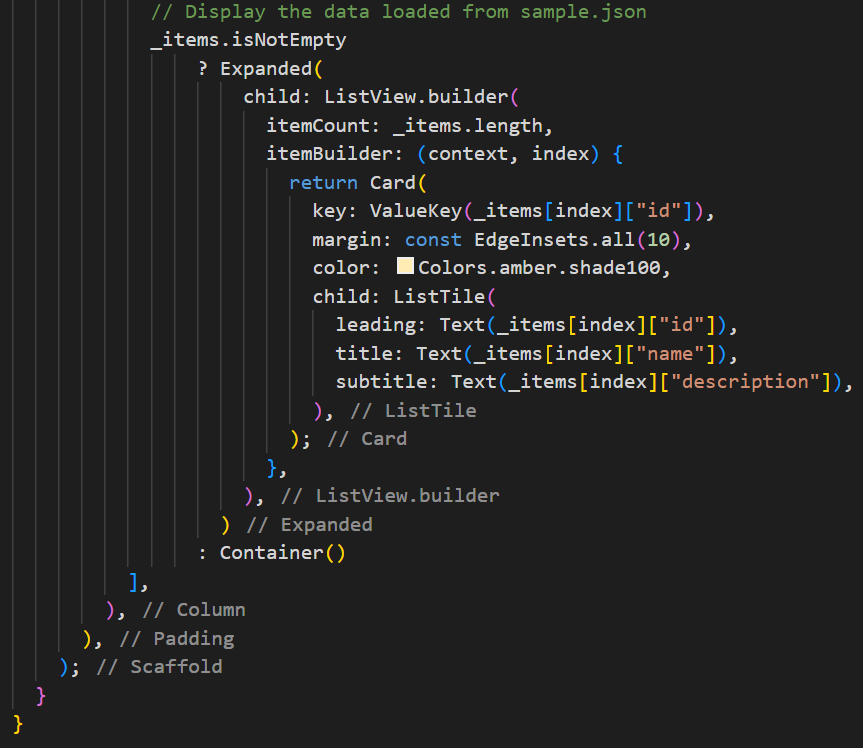 // Display the data loaded from sample.json
_items.isNotEmpty
? Expanded(
child: ListView.builder(
itemCount: _items.length,
itemBuilder: (context, index) {
return Card(
key: ValueKey(_items[index]["id"]),
margin: const EdgeInsets.all(10),
color: Colors.amber.shade100,
child: ListTile(
leading: Text(_items[index]["id"]),
title: Text(_items[index]["name"]),
subtitle: Text(_items[index]["description"]),
), // ListTile
); // Card
},
), // ListView.builder
) // Expanded
: Container()
],
), // Column
), // Padding
); // Scaffold
}
}